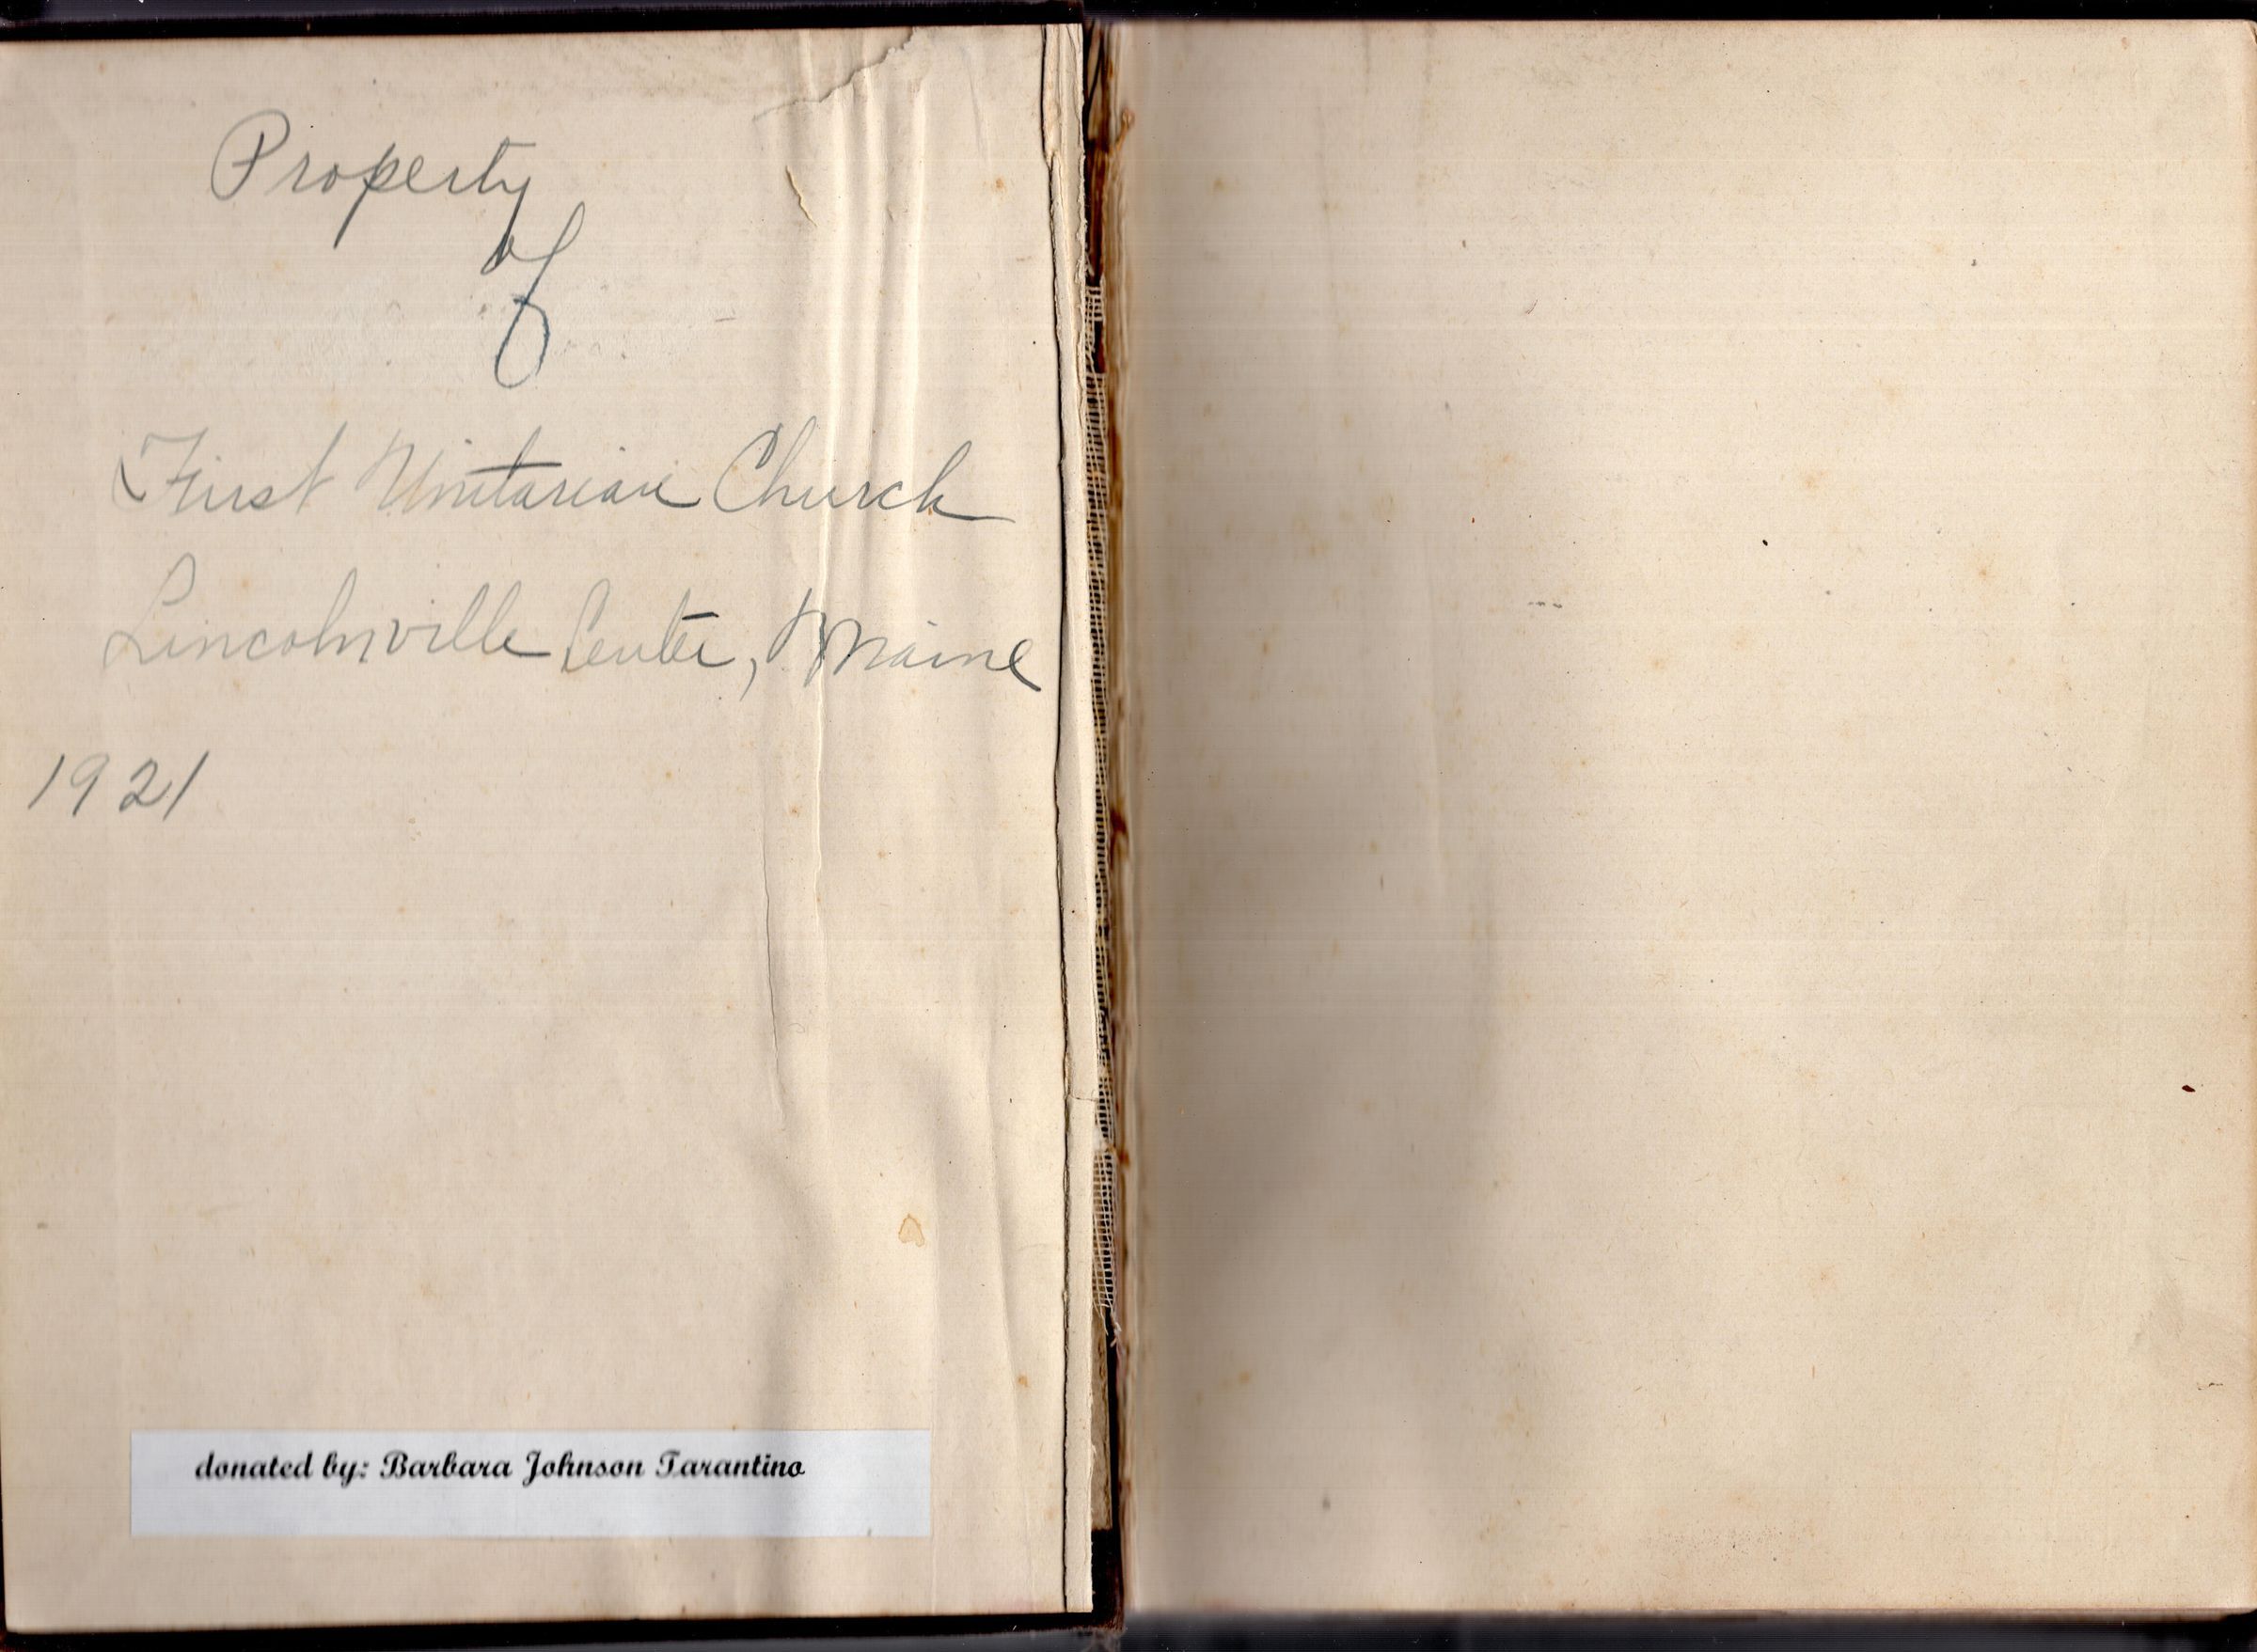 Property
of
First Unitarian Church
Lincolnville Center, Maine
1921
donated by: Barbara Johnson Tarantino